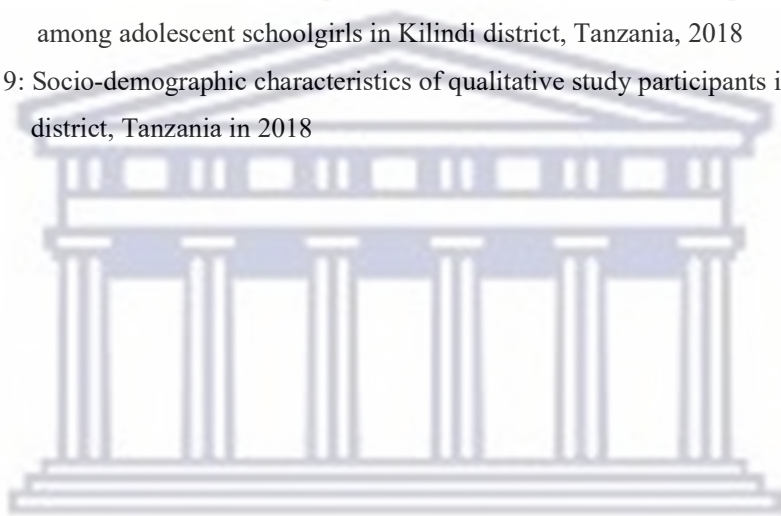 among adolescent schoolgirls in Kilindi district, Tanzania, 2018
9: Socio-demographic characteristics of qualitative study participants i
district, Tanzania in 2018